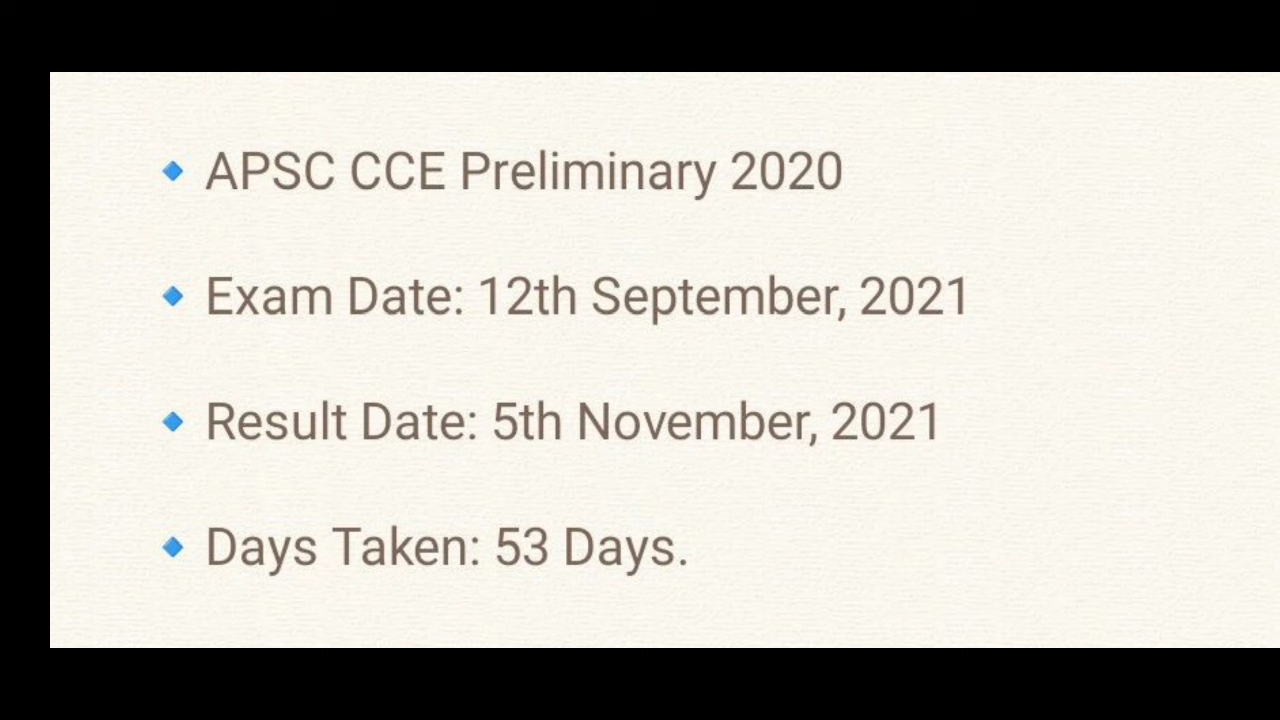 APSC CCE Preliminary 2020
Exam Date: 12th September, 2021
Result Date: 5th November, 2021
Days Taken: 53 Days.